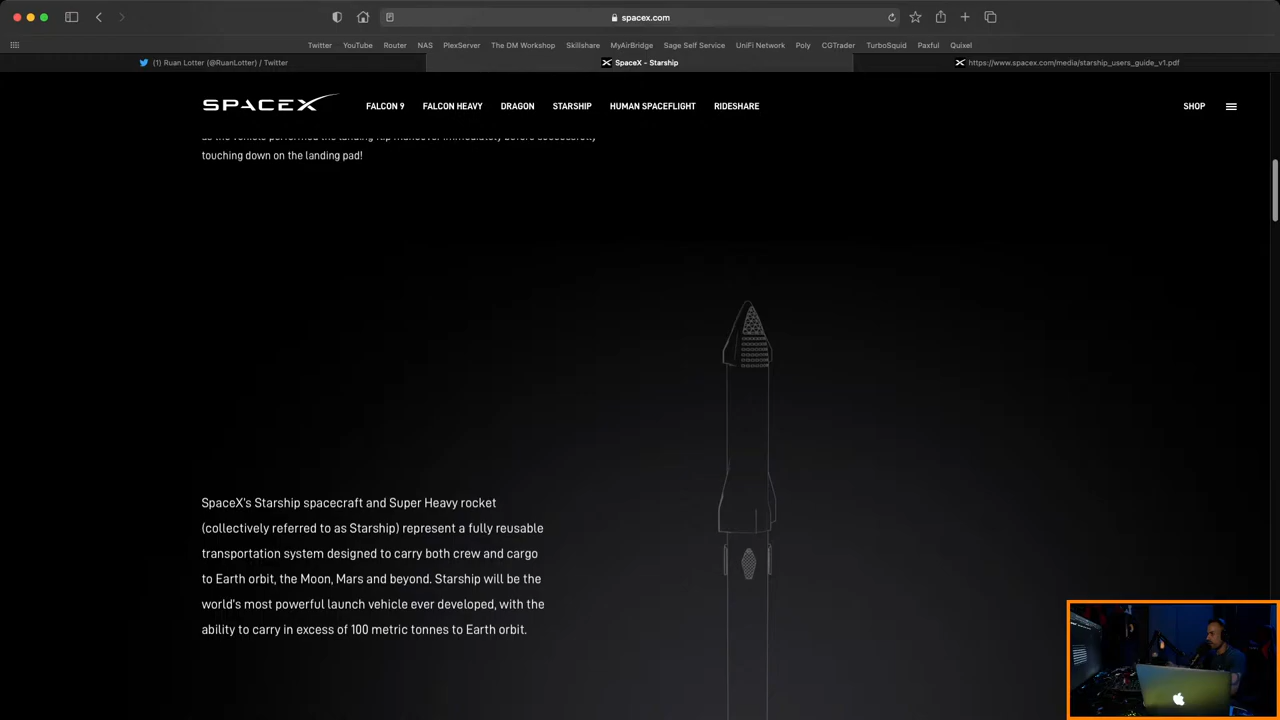 spacex.com
Twitter YouTube Router NAS PlexServer The DM Workshop Skillshare MyAirBridge Sage Self Service UniFi Network Poly CGTrader TurboSquid Paxful Quixel
(1) Ruan Lotter (@RuanLotter) / Twitter SpaceX - Starship https://www.spacex.com/media/starship_users_guide_v1.pdf
SPACEX FALCON 9 FALCON HEAVY DRAGON STARSHIP HUMAN SPACEFLIGHT RIDESHARE SHOP
as the vehicle performed the landing flip maneuver immediately before successfully
touching down on the landing pad!
SpaceX's Starship spacecraft and Super Heavy rocket
(collectively referred to as Starship) represent a fully reusable
transportation system designed to carry both crew and cargo
to Earth orbit, the Moon, Mars and beyond. Starship will be the
world's most powerful launch vehicle ever developed, with the
ability to carry in excess of 100 metric tonnes to Earth orbit.